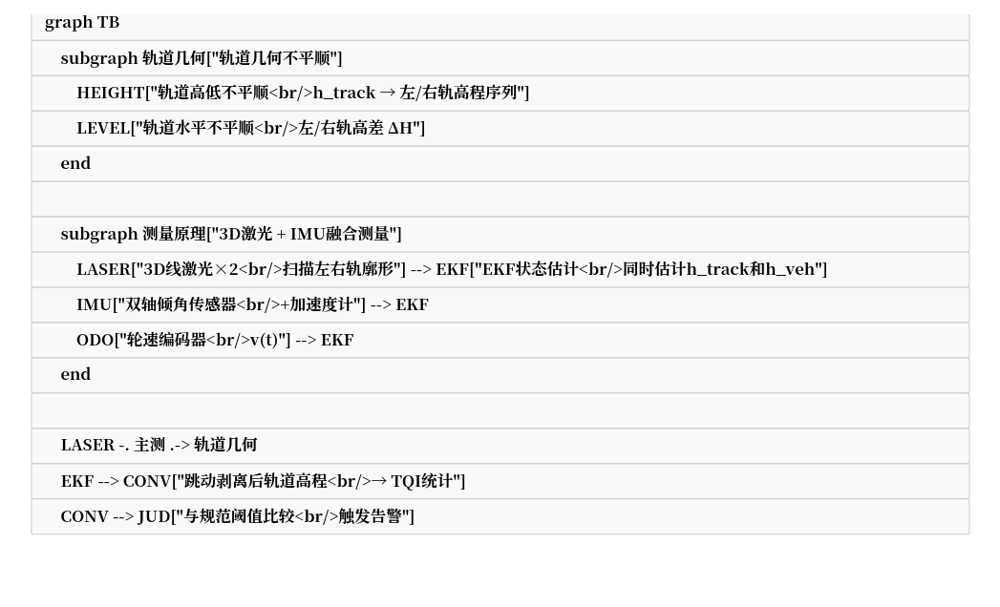 graph TB
subgraph 轨道几何["轨道几何不平顺"]
HEIGHT["轨道高低不平顺<br/>h_track → 左/右轨高程序列"]
LEVEL["轨道水平不平顺<br/>左/右轨高差 ΔH"]
end
subgraph 测量原理["3D激光 + IMU融合测量"]
LASER["3D线激光×2<br/>扫描左右轨廓形"] --> EKF["EKF状态估计<br/>同时估计h_track和h_veh"]
IMU["双轴倾角传感器<br/>+加速度计"] --> EKF
ODO["轮速编码器<br/>v(t)"] --> EKF
end
LASER -. 主测 .-> 轨道几何
EKF --> CONV["跳动剥离后轨道高程<br/>→ TQI统计"]
CONV --> JUD["与规范阈值比较<br/>触发告警"]